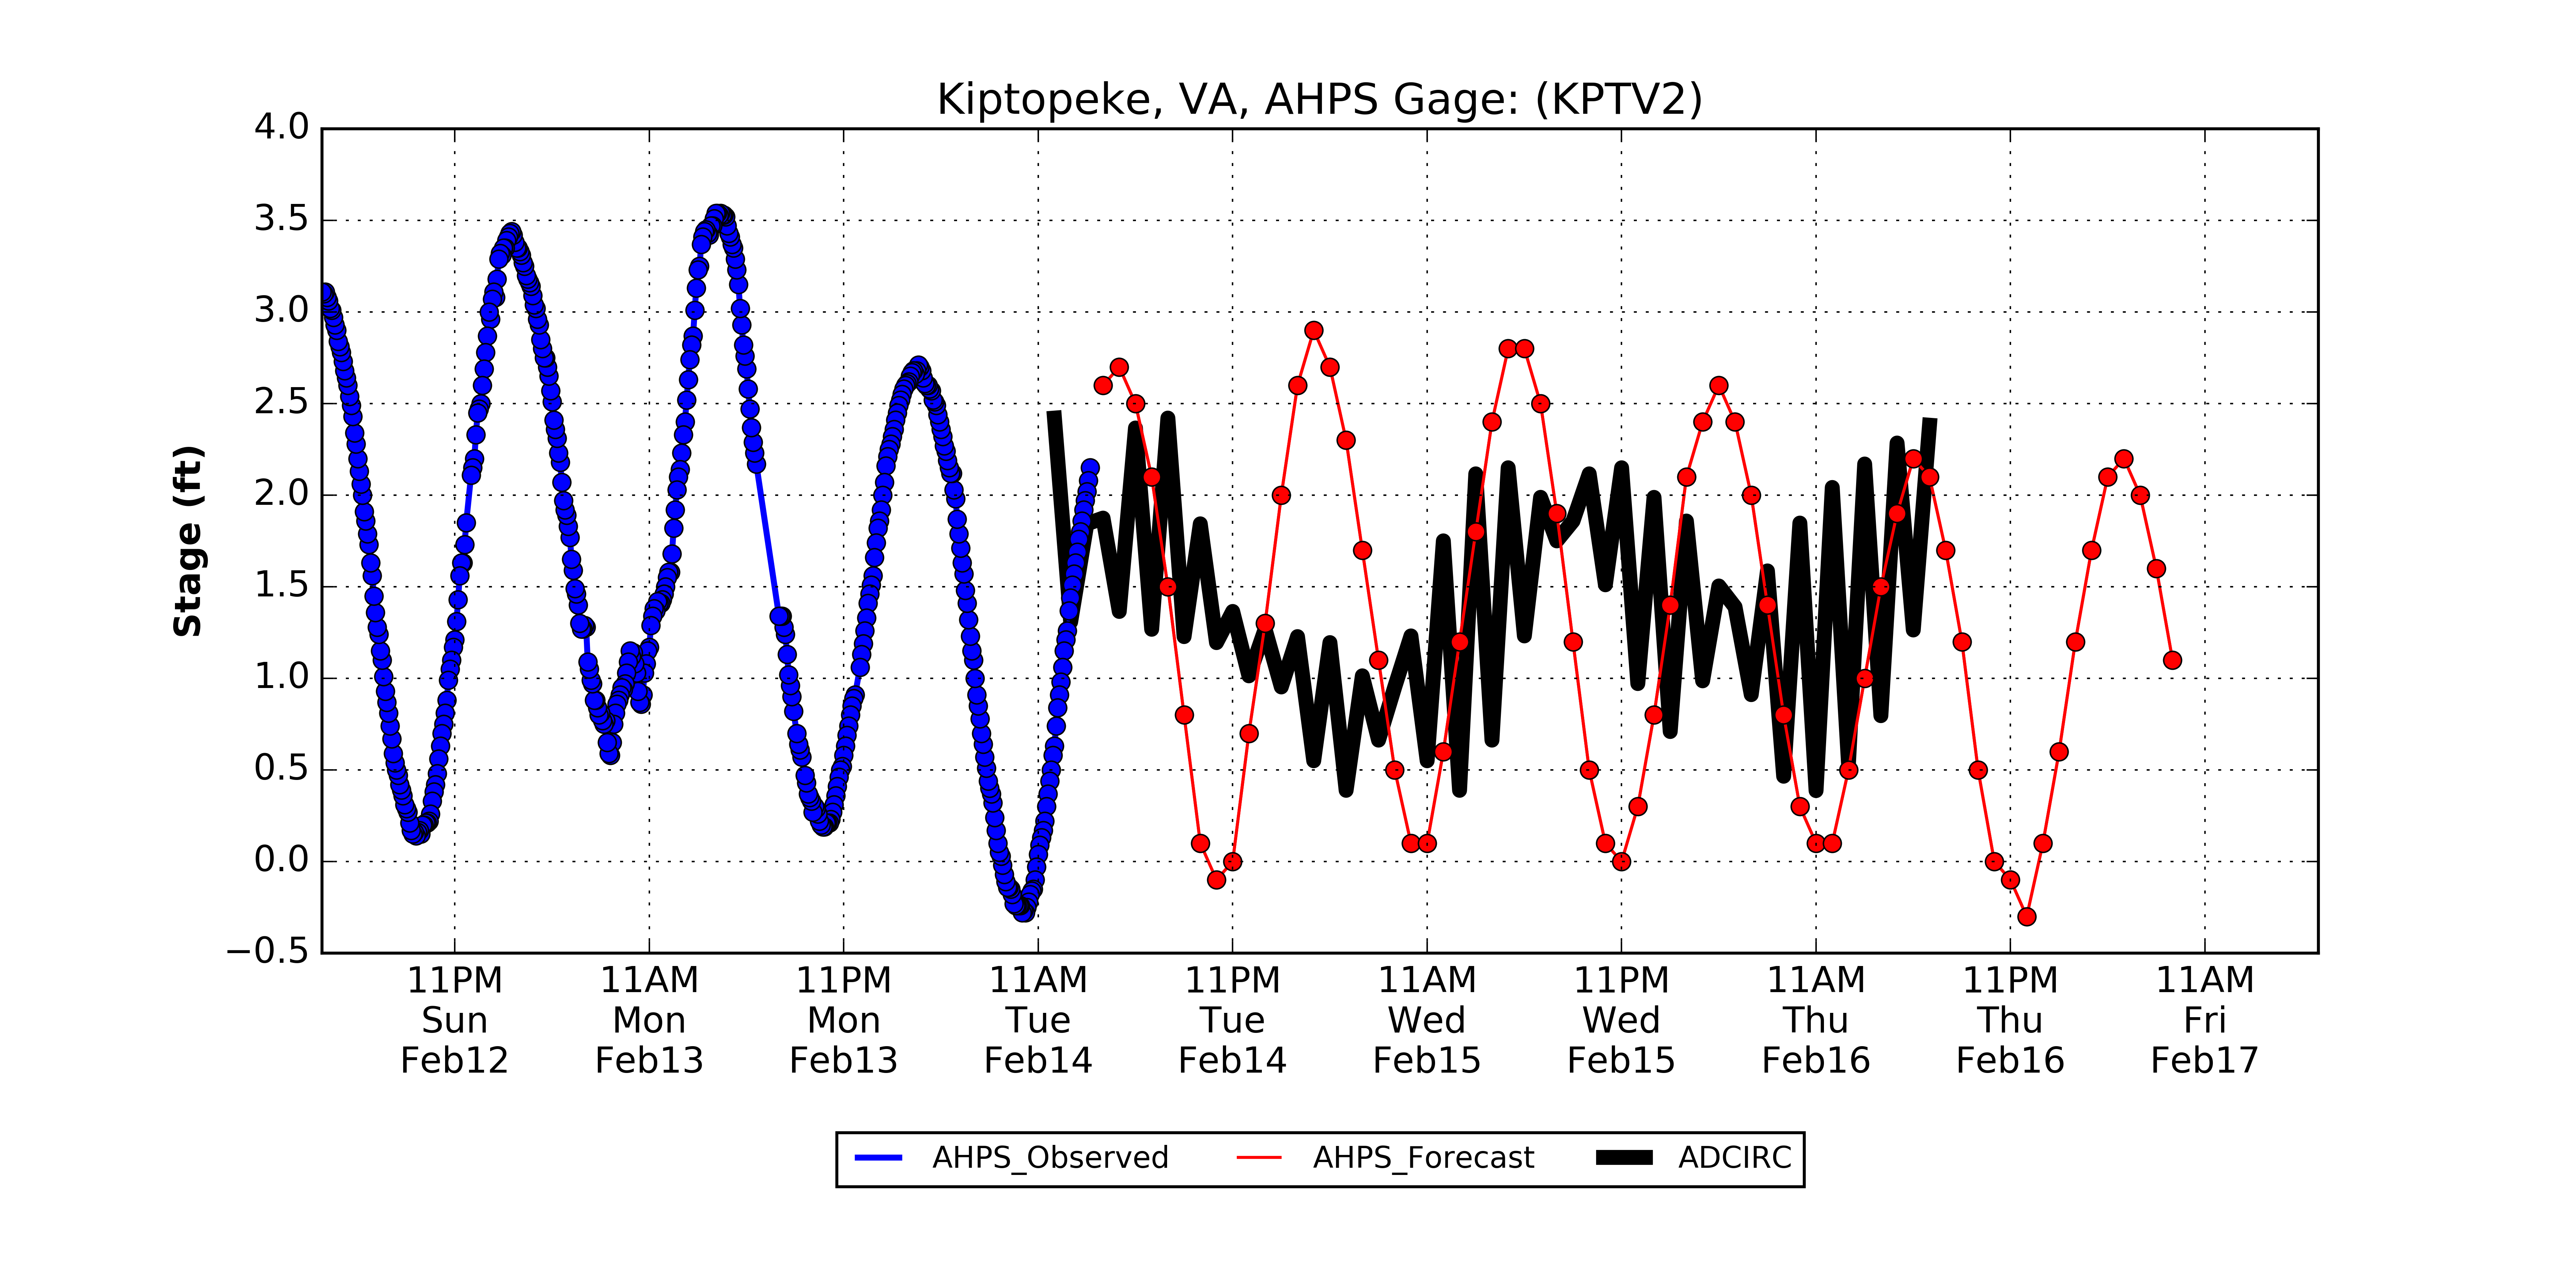 Kiptopeke, VA, AHPS Gage: (KPTV2)
4.0
3.5
3.0
2.5
2.0
1.5
1.0
0.5
0.0
−0.5
Stage (ft)
11PM 11AM 11PM 11AM 11PM 11AM 11PM 11AM 11PM 11AM
Sun Mon Mon Tue Tue Wed Wed Thu Thu Fri
Feb12 Feb13 Feb13 Feb14 Feb14 Feb15 Feb15 Feb16 Feb16 Feb17
AHPS_Observed AHPS_Forecast ADCIRC